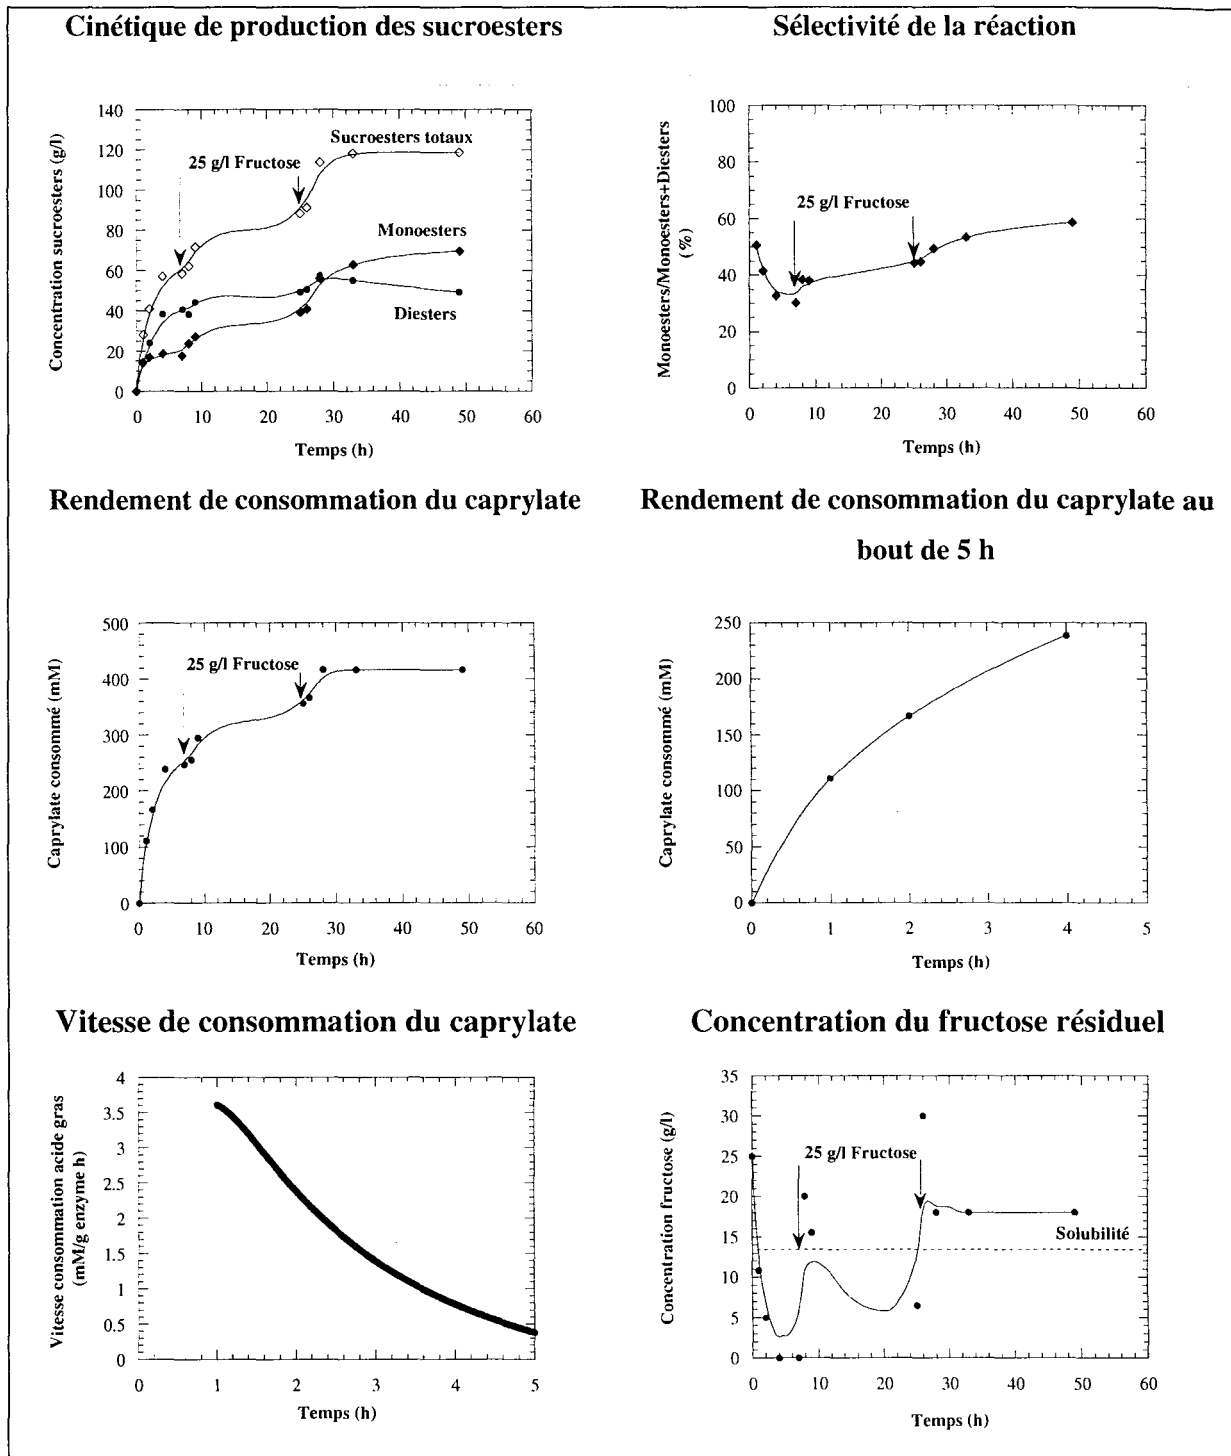 Cinétique de production des sucroesters
Concentration sucroesters (g/l)
140
120
100
80
60
40
20
0
Sucroesters totaux
25 g/l Fructose
Monoesters
Diesters
0 10 20 30 40 50 60
Temps (h)
Sélectivité de la réaction
Monoesters/Monoesters+Diesters
(%)
100
80
60
40
20
0
25 g/l Fructose
0 10 20 30 40 50 60
Temps (h)
Rendement de consommation du caprylate
Caprylate consommé (mM)
500
400
300
200
100
0
25 g/l Fructose
0 10 20 30 40 50 60
Temps (h)
Rendement de consommation du caprylate au
bout de 5 h
Caprylate consommé (mM)
250
200
150
100
50
0
0 1 2 3 4 5
Temps (h)
Vitesse de consommation du caprylate
Vitesse consommation acide gras
(mM/g enzyme h)
4
3.5
3
2.5
2
1.5
1
0.5
0
0 1 2 3 4 5
Temps (h)
Concentration du fructose résiduel
Concentration fructose (g/l)
35
30
25
20
15
10
5
0
25 g/l Fructose
Solubilité
0 10 20 30 40 50 60
Temps (h)